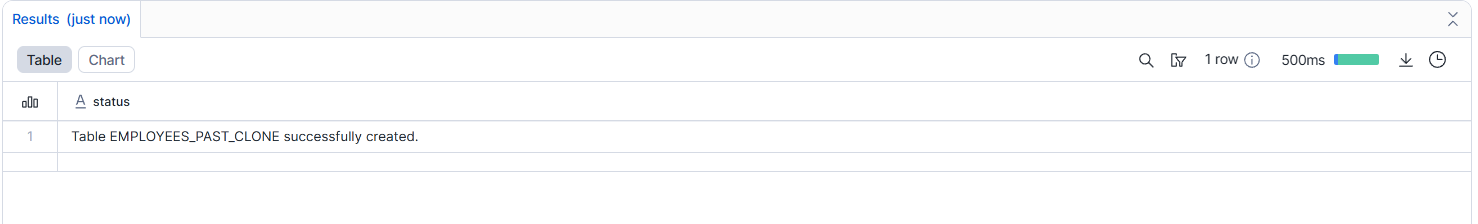 Results (just now)
Table Chart 1 row 500ms
A status
1 Table EMPLOYEES_PAST_CLONE successfully created.